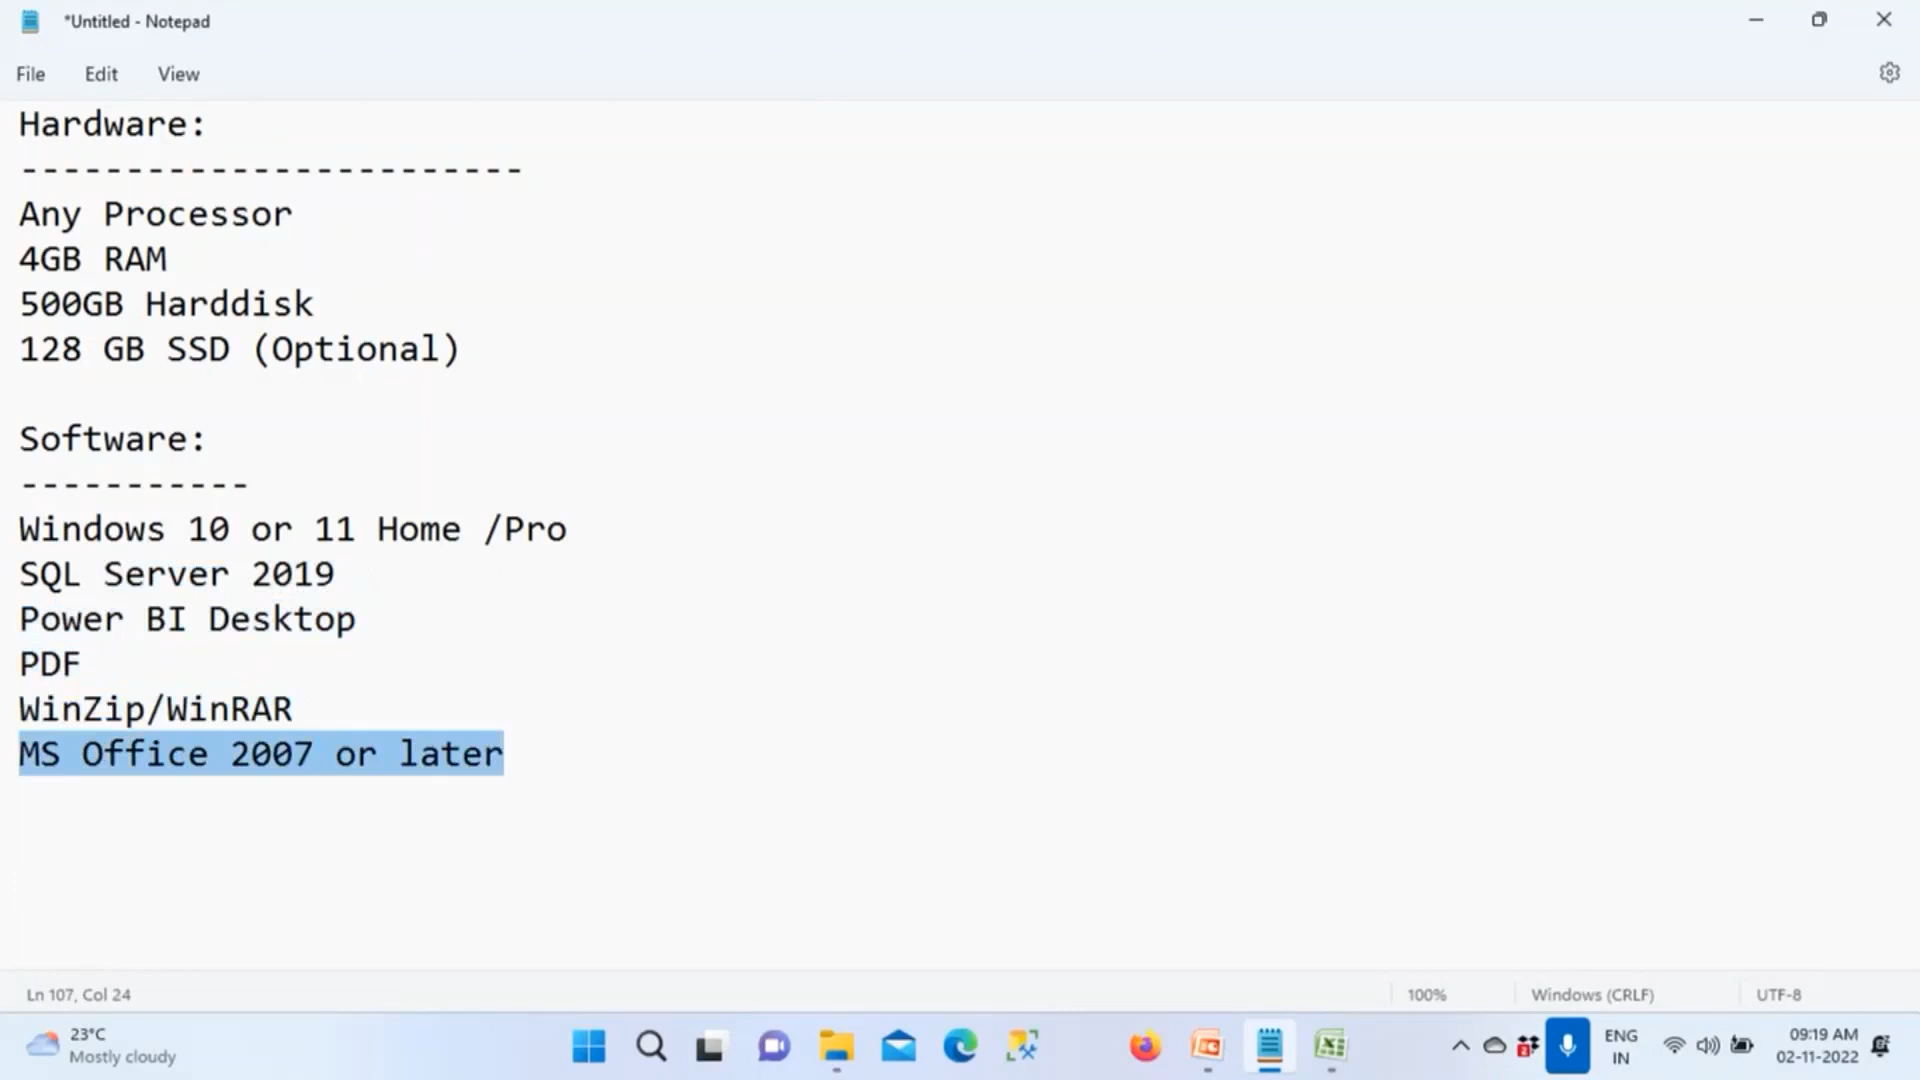 *Untitled - Notepad
File Edit View
Hardware:
------------------------
Any Processor
4GB RAM
500GB Harddisk
128 GB SSD (Optional)
Software:
-----------
Windows 10 or 11 Home /Pro
SQL Server 2019
Power BI Desktop
PDF
WinZip/WinRAR
MS Office 2007 or later
Ln 107, Col 24 100% Windows (CRLF) UTF-8
23°C
Mostly cloudy
ENG
IN
09:19 AM
02-11-2022